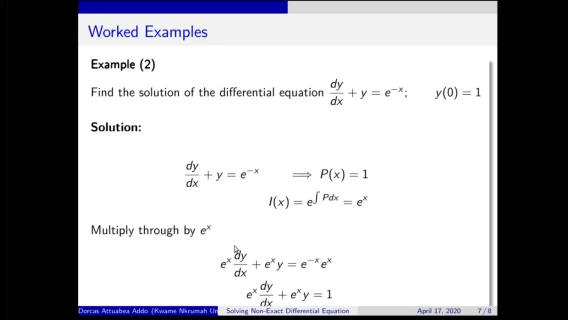 Worked Examples
Example (2)
Find the solution of the differential equation dy/dx + y = e^{-x}; y(0) = 1
Solution:
dy/dx + y = e^{-x} ⟹ P(x) = 1
I(x) = e^{∫ Pdx} = e^x
Multiply through by e^x
e^x dy/dx + e^x y = e^{-x} e^x
e^x dy/dx + e^x y = 1
Dorcas Attuabea Addo (Kwame Nkrumah Un Solving Non-Exact Differential Equation April 17, 2020 7 / 8